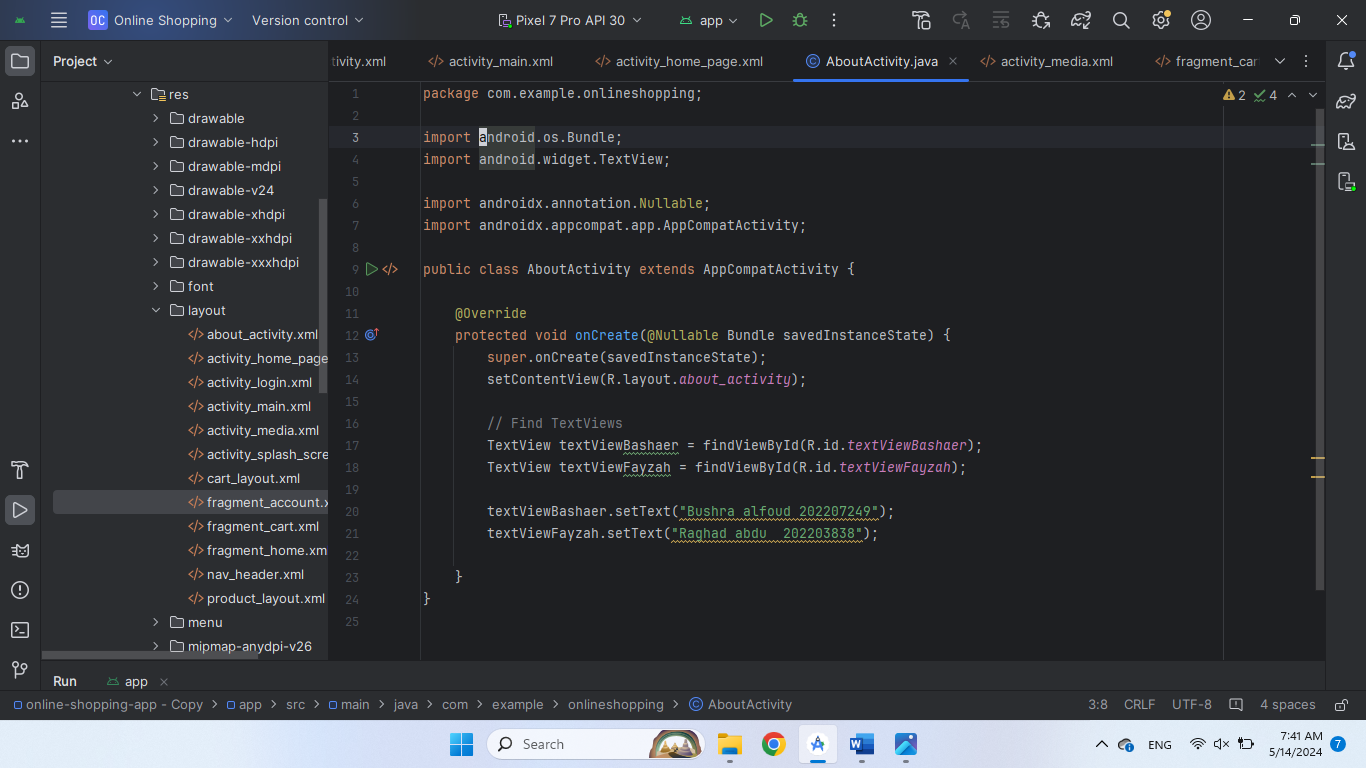 OC Online Shopping Version control Pixel 7 Pro API 30 app
Project
tivity.xml activity_main.xml activity_home_page.xml AboutActivity.java activity_media.xml fragment_car
res
drawable
drawable-hdpi
drawable-mdpi
drawable-v24
drawable-xhdpi
drawable-xxhdpi
drawable-xxxhdpi
font
layout
about_activity.xml
activity_home_page
activity_login.xml
activity_main.xml
activity_media.xml
activity_splash_scre
cart_layout.xml
fragment_account.x
fragment_cart.xml
fragment_home.xm
nav_header.xml
product_layout.xml
menu
mipmap-anydpi-v26
2 4
1 package com.example.onlineshopping;
2
3 import android.os.Bundle;
4 import android.widget.TextView;
5
6 import androidx.annotation.Nullable;
7 import androidx.appcompat.app.AppCompatActivity;
8
9 public class AboutActivity extends AppCompatActivity {
10
11 @Override
12 protected void onCreate(@Nullable Bundle savedInstanceState) {
13 super.onCreate(savedInstanceState);
14 setContentView(R.layout.about_activity);
15
16 // Find TextViews
17 TextView textViewBashaer = findViewById(R.id.textViewBashaer);
18 TextView textViewFayzah = findViewById(R.id.textViewFayzah);
19
20 textViewBashaer.setText("Bushra alfoud 202207249");
21 textViewFayzah.setText("Raghad abdu  202203838");
22
23 }
24 }
25
Run app
online-shopping-app - Copy > app > src > main > java > com > example > onlineshopping > AboutActivity 3:8 CRLF UTF-8 4 spaces
Search ENG 7:41 AM 7
5/14/2024